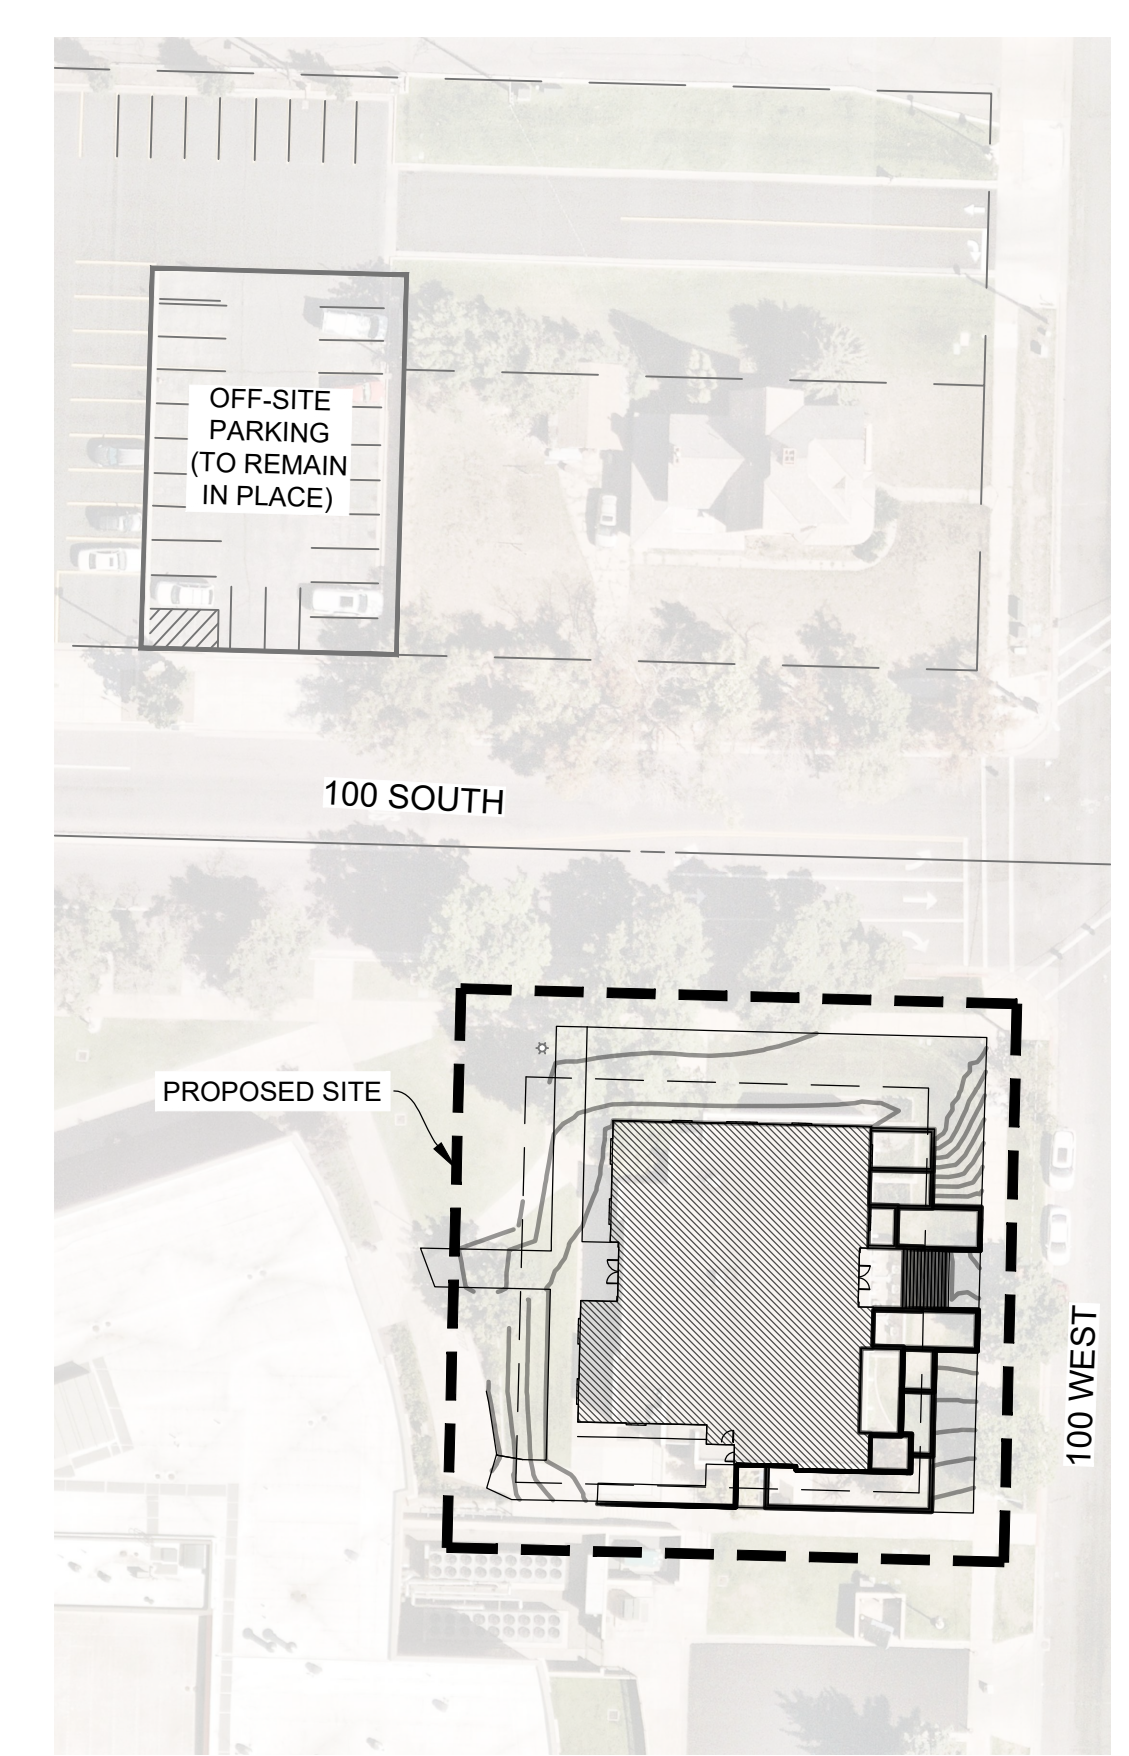 OFF-SITE
PARKING
(TO REMAIN
IN PLACE)
100 SOUTH
PROPOSED SITE
100 WEST